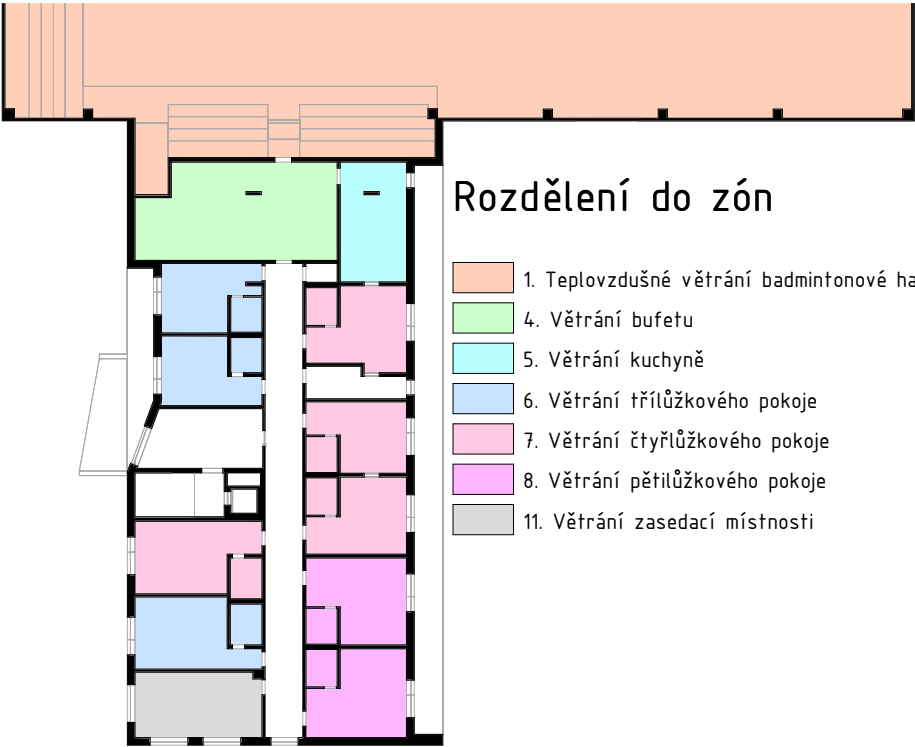 Rozdělení do zón
1. Teplovzdušné větrání badmintonové ha
4. Větrání bufetu
5. Větrání kuchyně
6. Větrání třílůžkového pokoje
7. Větrání čtyřlůžkového pokoje
8. Větrání pětilůžkového pokoje
11. Větrání zasedací místnosti